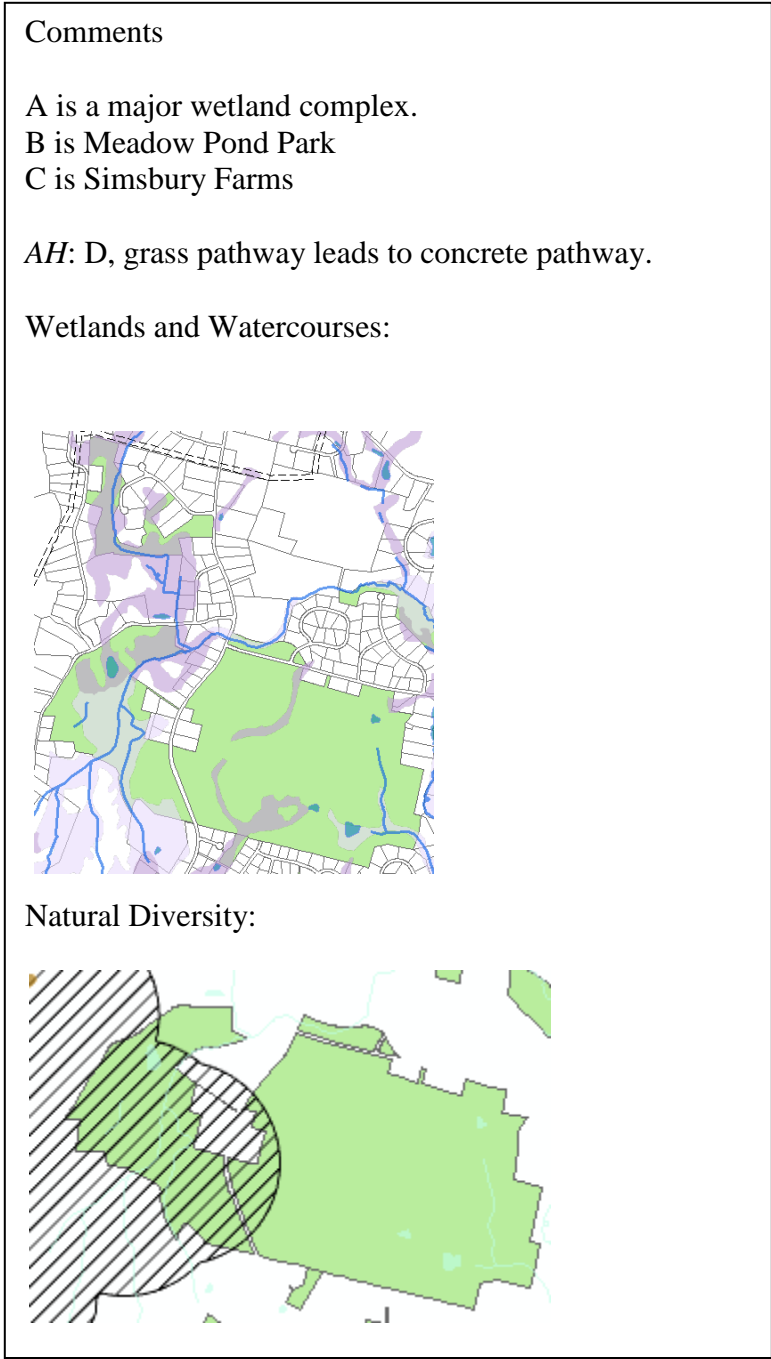 Comments
A is a major wetland complex.
B is Meadow Pond Park
C is Simsbury Farms
AH: D, grass pathway leads to concrete pathway.
Wetlands and Watercourses:
Natural Diversity: